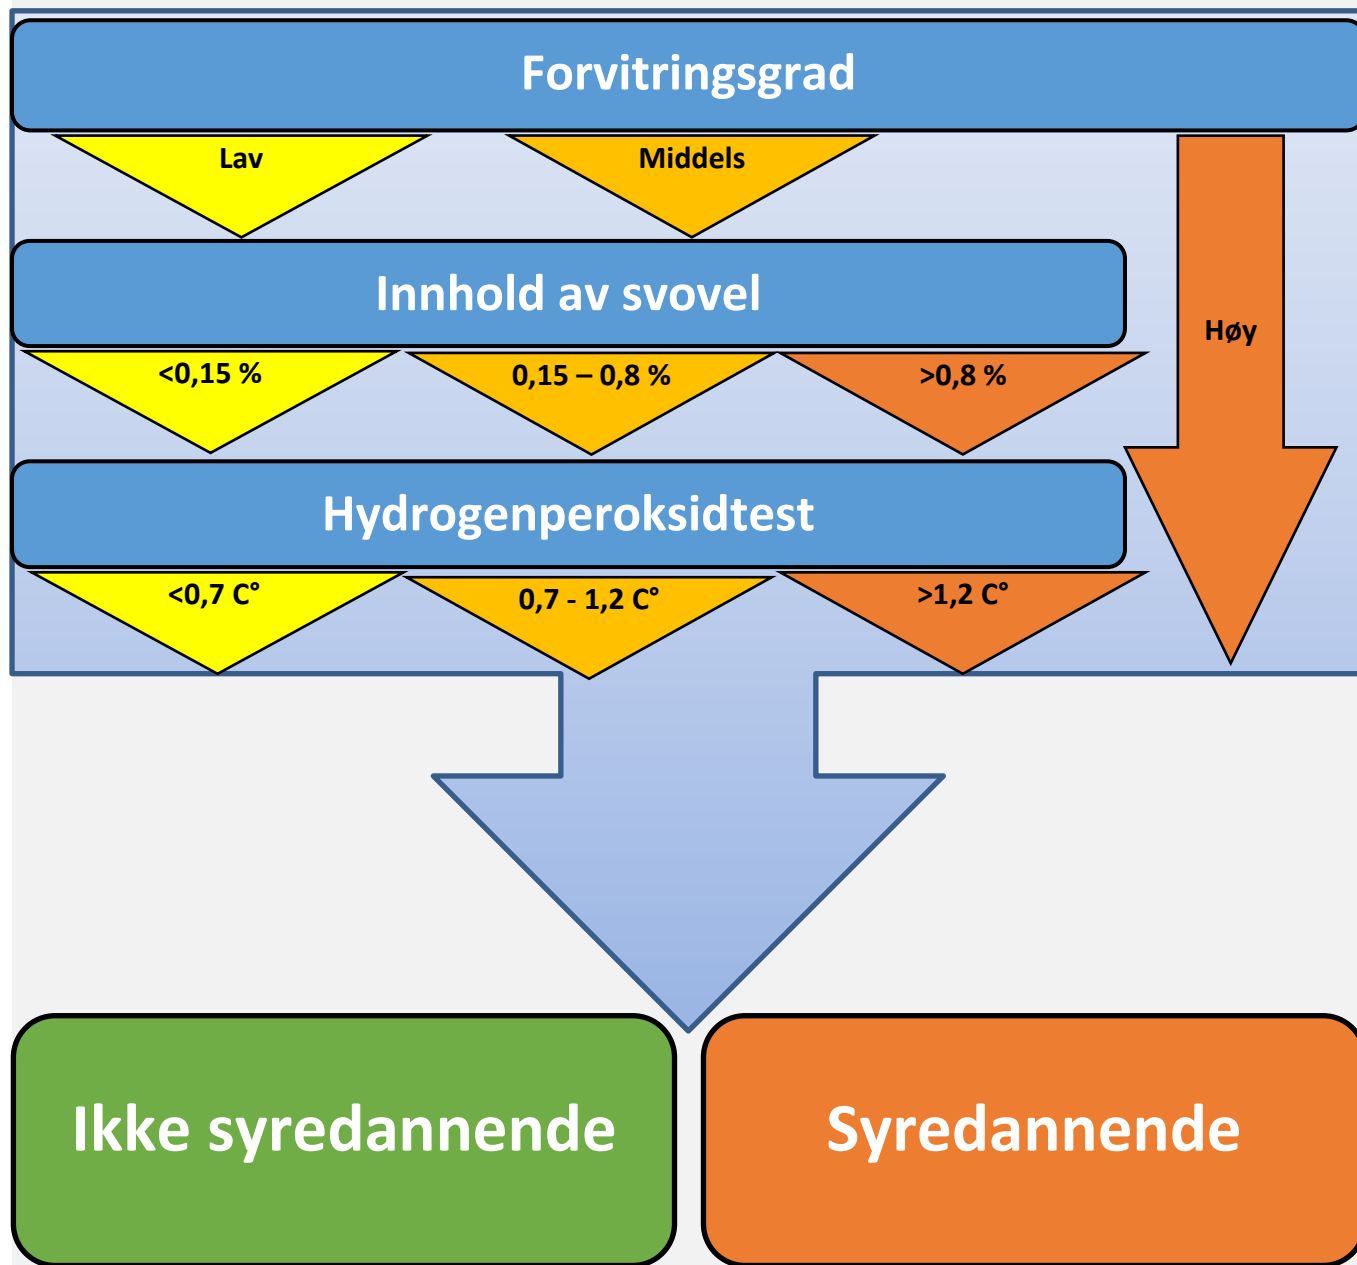 Forvitringsgrad
Lav
Middels
Høy
Innhold av svovel
<0,15 %
0,15 – 0,8 %
>0,8 %
Hydrogenperoksidtest
<0,7 C°
0,7 - 1,2 C°
>1,2 C°
Ikke syredannende
Syredannende